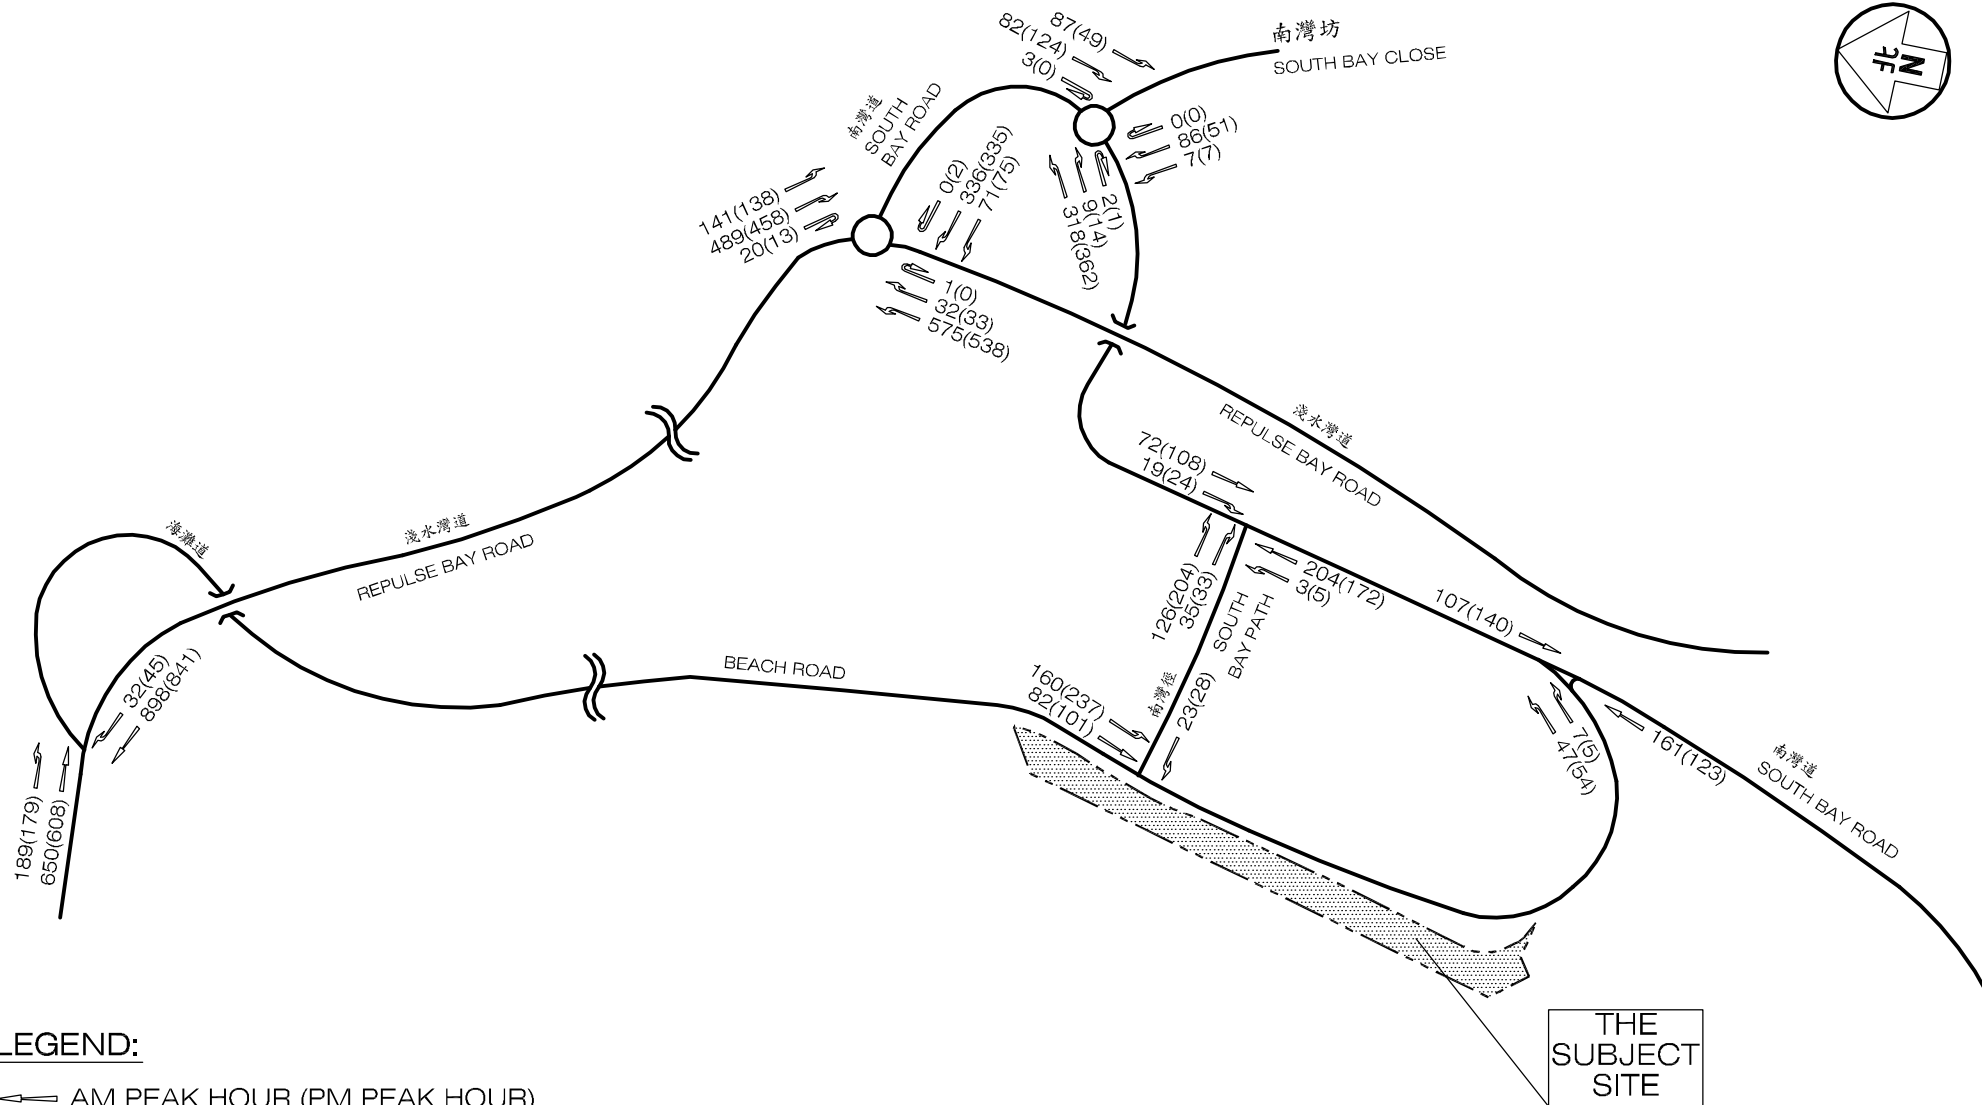 87(49)
82(124)
3(0)
南灣坊
SOUTH BAY CLOSE
N
北
南灣道
SOUTH
BAY ROAD
0(0)
86(51)
7(7)
0(2)
336(335)
71(75)
2(1)
9(14)
318(362)
141(138)
489(458)
20(13)
1(0)
32(33)
575(538)
淺水灣道
REPULSE BAY ROAD
72(108)
19(24)
海灘道
淺水灣道
REPULSE BAY ROAD
126(204)
35(33)
SOUTH
BAY PATH
南灣徑
23(28)
204(172)
3(5)
107(140)
BEACH ROAD
160(237)
82(101)
32(45)
898(841)
7(5)
47(54)
161(123)
南灣道
SOUTH BAY ROAD
189(179)
650(608)
THE
SUBJECT
SITE
LEGEND:
AM PEAK HOUR (PM PEAK HOUR)